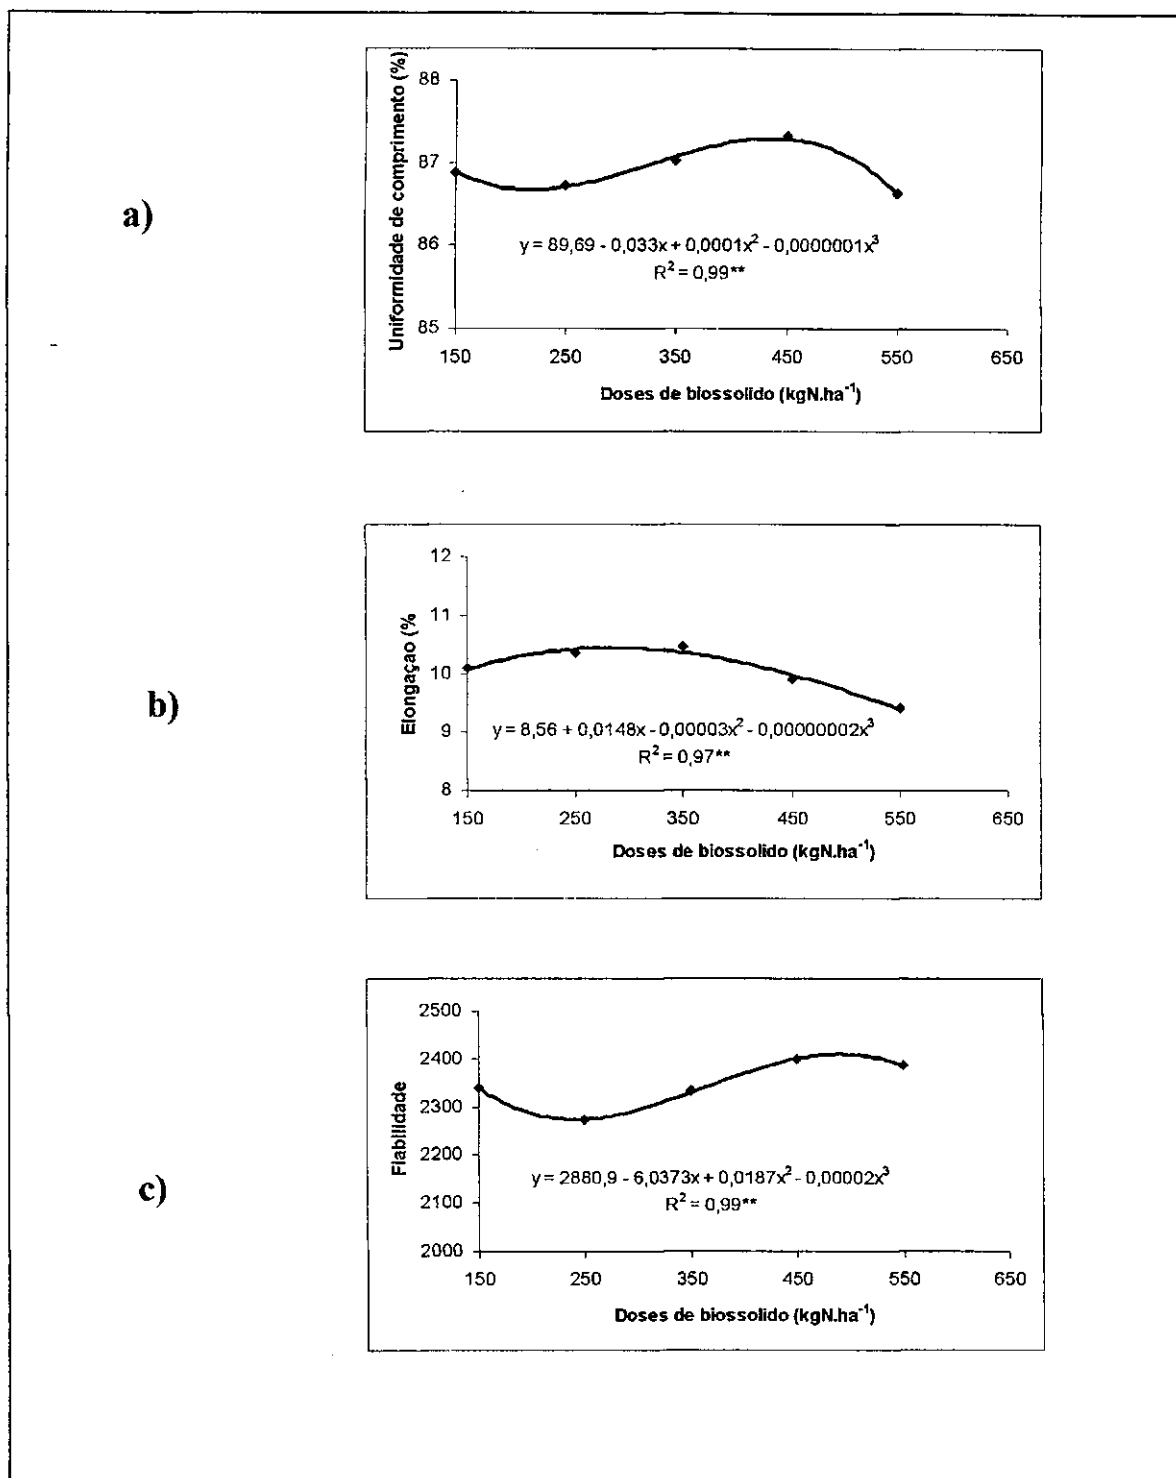 a)
Uniformidade de comprimento (%)
88
87
86
85
y = 89,69 - 0,033x + 0,0001x² - 0,0000001x³
R² = 0,99**
150 250 350 450 550 650
Doses de biossolido (kgN.ha⁻¹)
b)
Elongaçao (%
12
11
10
9
8
y = 8,56 + 0,0148x - 0,00003x² - 0,00000002x³
R² = 0,97**
150 250 350 450 550 650
Doses de biossolido (kgN.ha⁻¹)
c)
Fiabilidade
2500
2400
2300
2200
2100
2000
y = 2880,9 - 6,0373x + 0,0187x² - 0,00002x³
R² = 0,99**
150 250 350 450 550 650
Doses de biossolido (kgN.ha⁻¹)